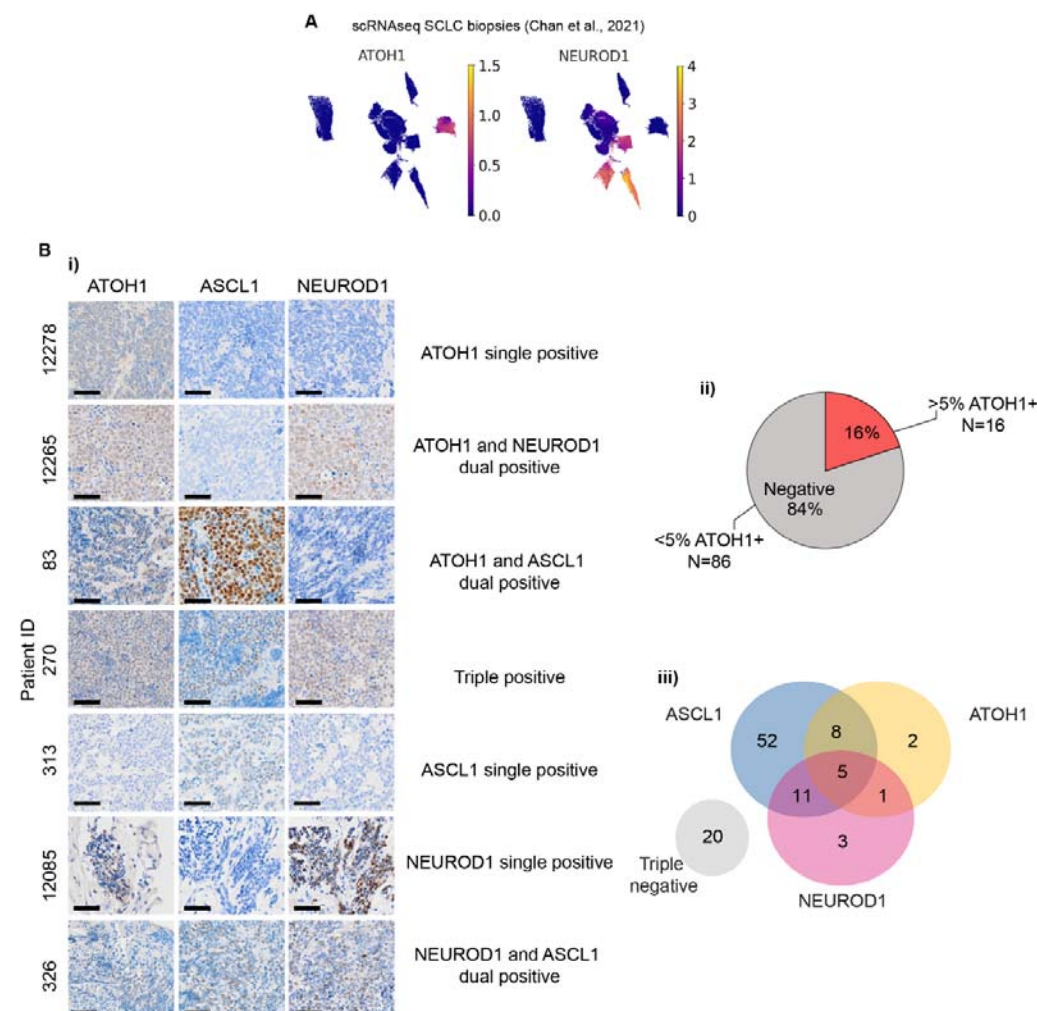 A
scRNAseq SCLC biopsies (Chan et al., 2021)
ATOH1
1.5
1.0
0.5
0.0
NEUROD1
4
3
2
1
0
B
i)
ATOH1 ASCL1 NEUROD1
Patient ID
12278
ATOH1 single positive
12265
ATOH1 and NEUROD1
dual positive
83
ATOH1 and ASCL1
dual positive
270
Triple positive
313
ASCL1 single positive
12085
NEUROD1 single positive
326
NEUROD1 and ASCL1
dual positive
ii)
>5% ATOH1+
N=16
16%
Negative
84%
<5% ATOH1+
N=86
iii)
ASCL1
ATOH1
52
8
2
5
11
1
3
20
Triple
negative
NEUROD1